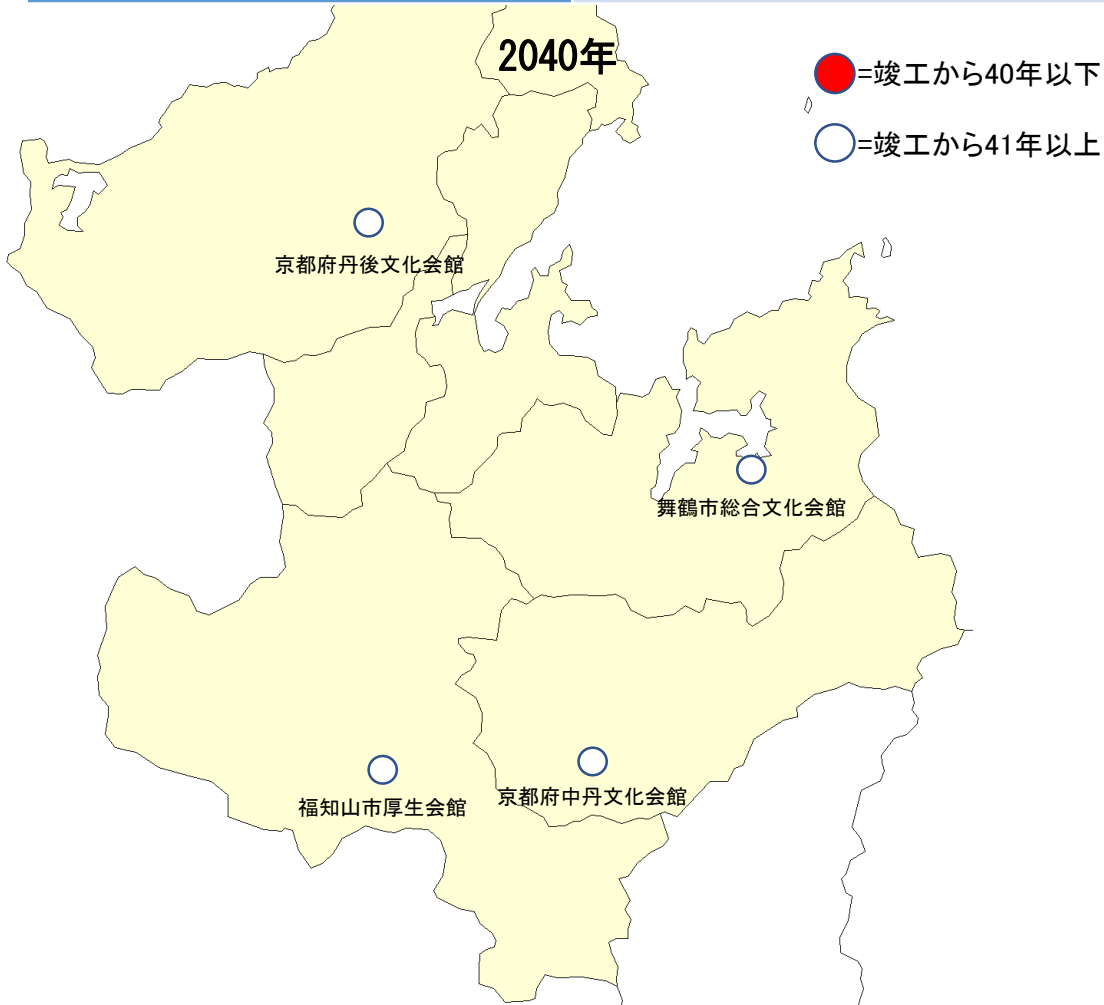 2040年
=竣工から40年以下
=竣工から41年以上
京都府丹後文化会館
舞鶴市総合文化会館
福知山市厚生会館
京都府中丹文化会館